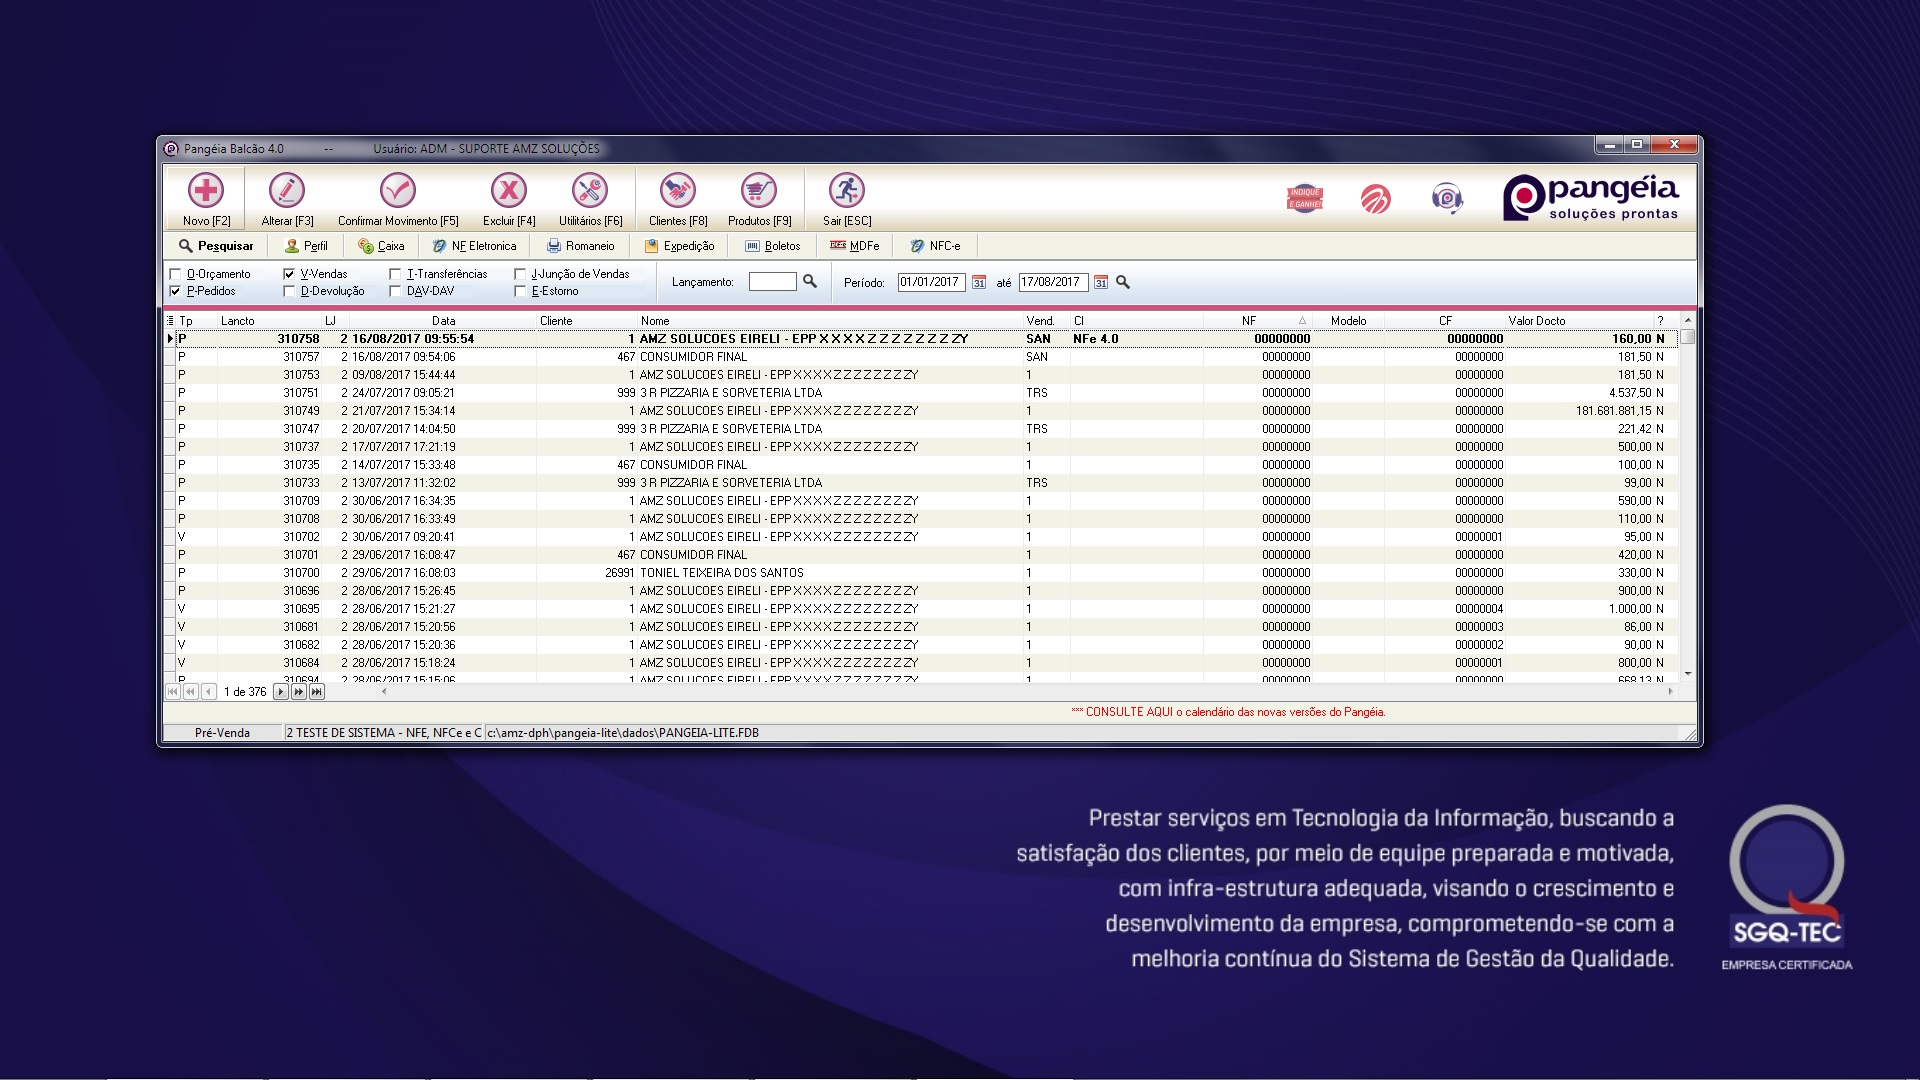 Pangéia Balcão 4.0 -- Usuário: ADM - SUPORTE AMZ SOLUÇÕES
Novo [F2] Alterar [F3] Confirmar Movimento [F5] Excluir [F4] Utilitários [F6] Clientes [F8] Produtos [F9] Sair [ESC]
INDIQUE E GANHE!
pangéia
soluções prontas
Pesquisar Perfil Caixa NF Eletronica Romaneio Expedição Boletos MDFe NFC-e
O-Orçamento V-Vendas T-Transferências J-Junção de Vendas
P-Pedidos D-Devolução DAV-DAV E-Estorno
Lançamento: Período: 01/01/2017 31 até 17/08/2017 31
Tp Lancto LJ Data Cliente Nome Vend. CI NF Modelo CF Valor Docto ?
P 310758 2 16/08/2017 09:55:54 1 AMZ SOLUCOES EIRELI - EPP X X X X Z Z Z Z Z Z Z Z Y SAN NFe 4.0 00000000 00000000 160,00 N
P 310757 2 16/08/2017 09:54:06 467 CONSUMIDOR FINAL SAN 00000000 00000000 181,50 N
P 310753 2 09/08/2017 15:44:44 1 AMZ SOLUCOES EIRELI - EPP X X X X Z Z Z Z Z Z Z Z Y 1 00000000 00000000 181,50 N
P 310751 2 24/07/2017 09:05:21 999 3 R PIZZARIA E SORVETERIA LTDA TRS 00000000 00000000 4.537,50 N
P 310749 2 21/07/2017 15:34:14 1 AMZ SOLUCOES EIRELI - EPP X X X X Z Z Z Z Z Z Z Z Y 1 00000000 00000000 181.681.881,15 N
P 310747 2 20/07/2017 14:04:50 999 3 R PIZZARIA E SORVETERIA LTDA TRS 00000000 00000000 221,42 N
P 310737 2 17/07/2017 17:21:19 1 AMZ SOLUCOES EIRELI - EPP X X X X Z Z Z Z Z Z Z Z Y 1 00000000 00000000 500,00 N
P 310735 2 14/07/2017 15:33:48 467 CONSUMIDOR FINAL 1 00000000 00000000 100,00 N
P 310733 2 13/07/2017 11:32:02 999 3 R PIZZARIA E SORVETERIA LTDA TRS 00000000 00000000 99,00 N
P 310709 2 30/06/2017 16:34:35 1 AMZ SOLUCOES EIRELI - EPP X X X X Z Z Z Z Z Z Z Z Y 1 00000000 00000000 590,00 N
P 310708 2 30/06/2017 16:33:49 1 AMZ SOLUCOES EIRELI - EPP X X X X Z Z Z Z Z Z Z Z Y 1 00000000 00000000 110,00 N
V 310702 2 30/06/2017 09:20:41 1 AMZ SOLUCOES EIRELI - EPP X X X X Z Z Z Z Z Z Z Z Y 1 00000000 00000001 95,00 N
P 310701 2 29/06/2017 16:08:47 467 CONSUMIDOR FINAL 1 00000000 00000000 420,00 N
P 310700 2 29/06/2017 16:08:03 26991 TONIEL TEIXEIRA DOS SANTOS 1 00000000 00000000 330,00 N
P 310696 2 28/06/2017 15:26:45 1 AMZ SOLUCOES EIRELI - EPP X X X X Z Z Z Z Z Z Z Z Y 1 00000000 00000000 900,00 N
V 310695 2 28/06/2017 15:21:27 1 AMZ SOLUCOES EIRELI - EPP X X X X Z Z Z Z Z Z Z Z Y 1 00000000 00000004 1.000,00 N
V 310681 2 28/06/2017 15:20:56 1 AMZ SOLUCOES EIRELI - EPP X X X X Z Z Z Z Z Z Z Z Y 1 00000000 00000003 86,00 N
V 310682 2 28/06/2017 15:20:36 1 AMZ SOLUCOES EIRELI - EPP X X X X Z Z Z Z Z Z Z Z Y 1 00000000 00000002 90,00 N
V 310684 2 28/06/2017 15:18:24 1 AMZ SOLUCOES EIRELI - EPP X X X X Z Z Z Z Z Z Z Z Y 1 00000000 00000001 800,00 N
P 310694 2 28/06/2017 15:15:06 1 AMZ SOLUCOES EIRELI - EPP X X X X Z Z Z Z Z Z Z Z Y 1 00000000 00000000 668,13 N
1 de 376
*** CONSULTE AQUI o calendário das novas versões do Pangéia.
Pré-Venda 2 TESTE DE SISTEMA - NFE, NFCe e C c:\amz-dph\pangeia-lite\dados\PANGEIA-LITE.FDB
Prestar serviços em Tecnologia da Informação, buscando a
satisfação dos clientes, por meio de equipe preparada e motivada,
com infra-estrutura adequada, visando o crescimento e
desenvolvimento da empresa, comprometendo-se com a
melhoria contínua do Sistema de Gestão da Qualidade.
SGQ-TEC
EMPRESA CERTIFICADA